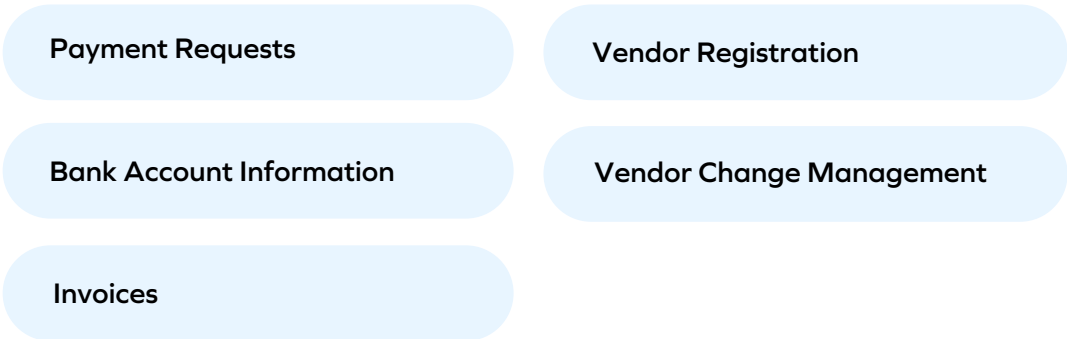 Payment Requests
Vendor Registration
Bank Account Information
Vendor Change Management
Invoices